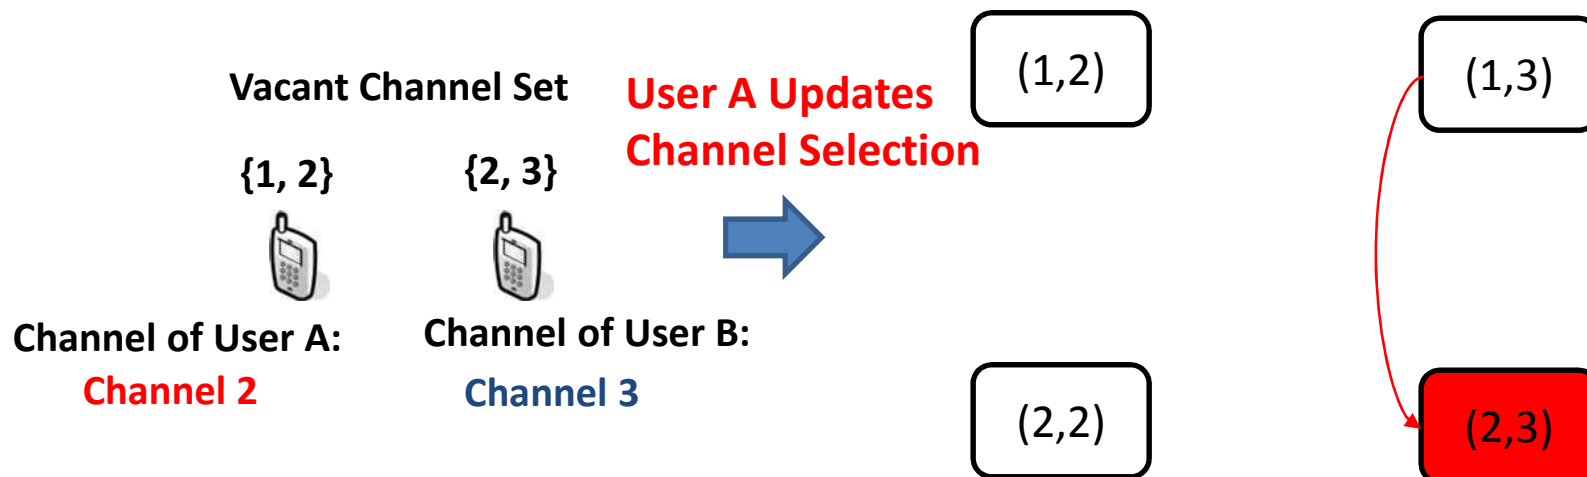 Vacant Channel Set
{1, 2}
{2, 3}
Channel of User A:
Channel 2
Channel of User B:
Channel 3
User A Updates
Channel Selection
(1,2)
(1,3)
(2,2)
(2,3)